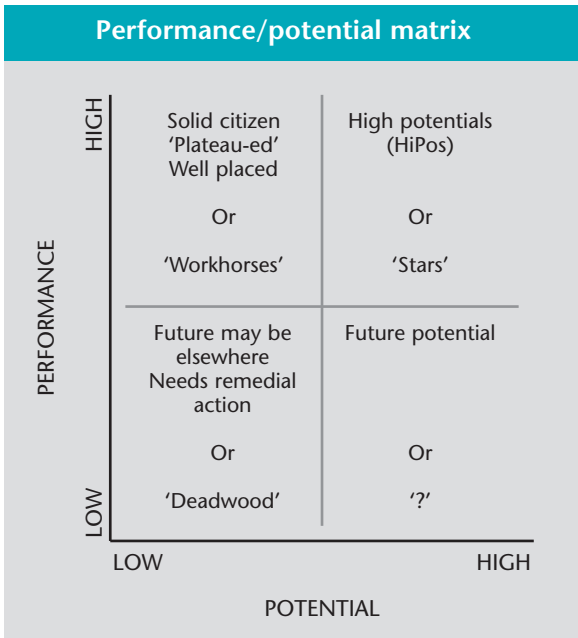 Performance/potential matrix
PERFORMANCE
HIGH
Solid citizen
‘Plateau-ed’
Well placed
Or
‘Workhorses’
High potentials
(HiPos)
Or
‘Stars’
Future may be
elsewhere
Needs remedial
action
Or
‘Deadwood’
Future potential
Or
‘?’
LOW
LOW
HIGH
POTENTIAL